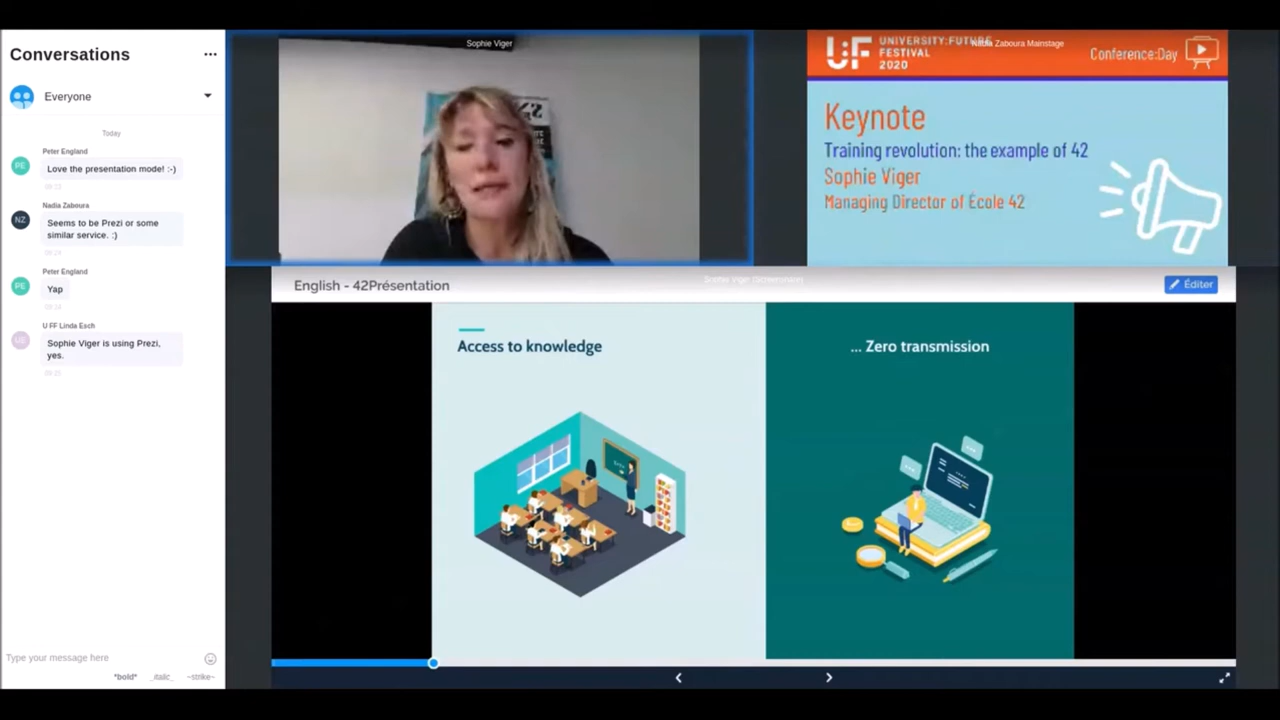 Conversations
Everyone
Today
Peter England
PE
Love the presentation mode! :-)
Nadia Zaboura
NZ
Seems to be Prezi or some
similar service. :)
Peter England
PE
Yap
U FF Linda Esch
Sophie Viger is using Prezi,
yes.
Type your message here
*bold*
_italic_
~strike~
Sophie Viger
U:F
UNIVERSITY:FUTURE
FESTIVAL
2020
Nadia Zaboura Mainstage
Conference:Day
Keynote
Training revolution: the example of 42
Sophie Viger
Managing Director of École 42
English - 42Présentation
Éditer
Access to knowledge
... Zero transmission